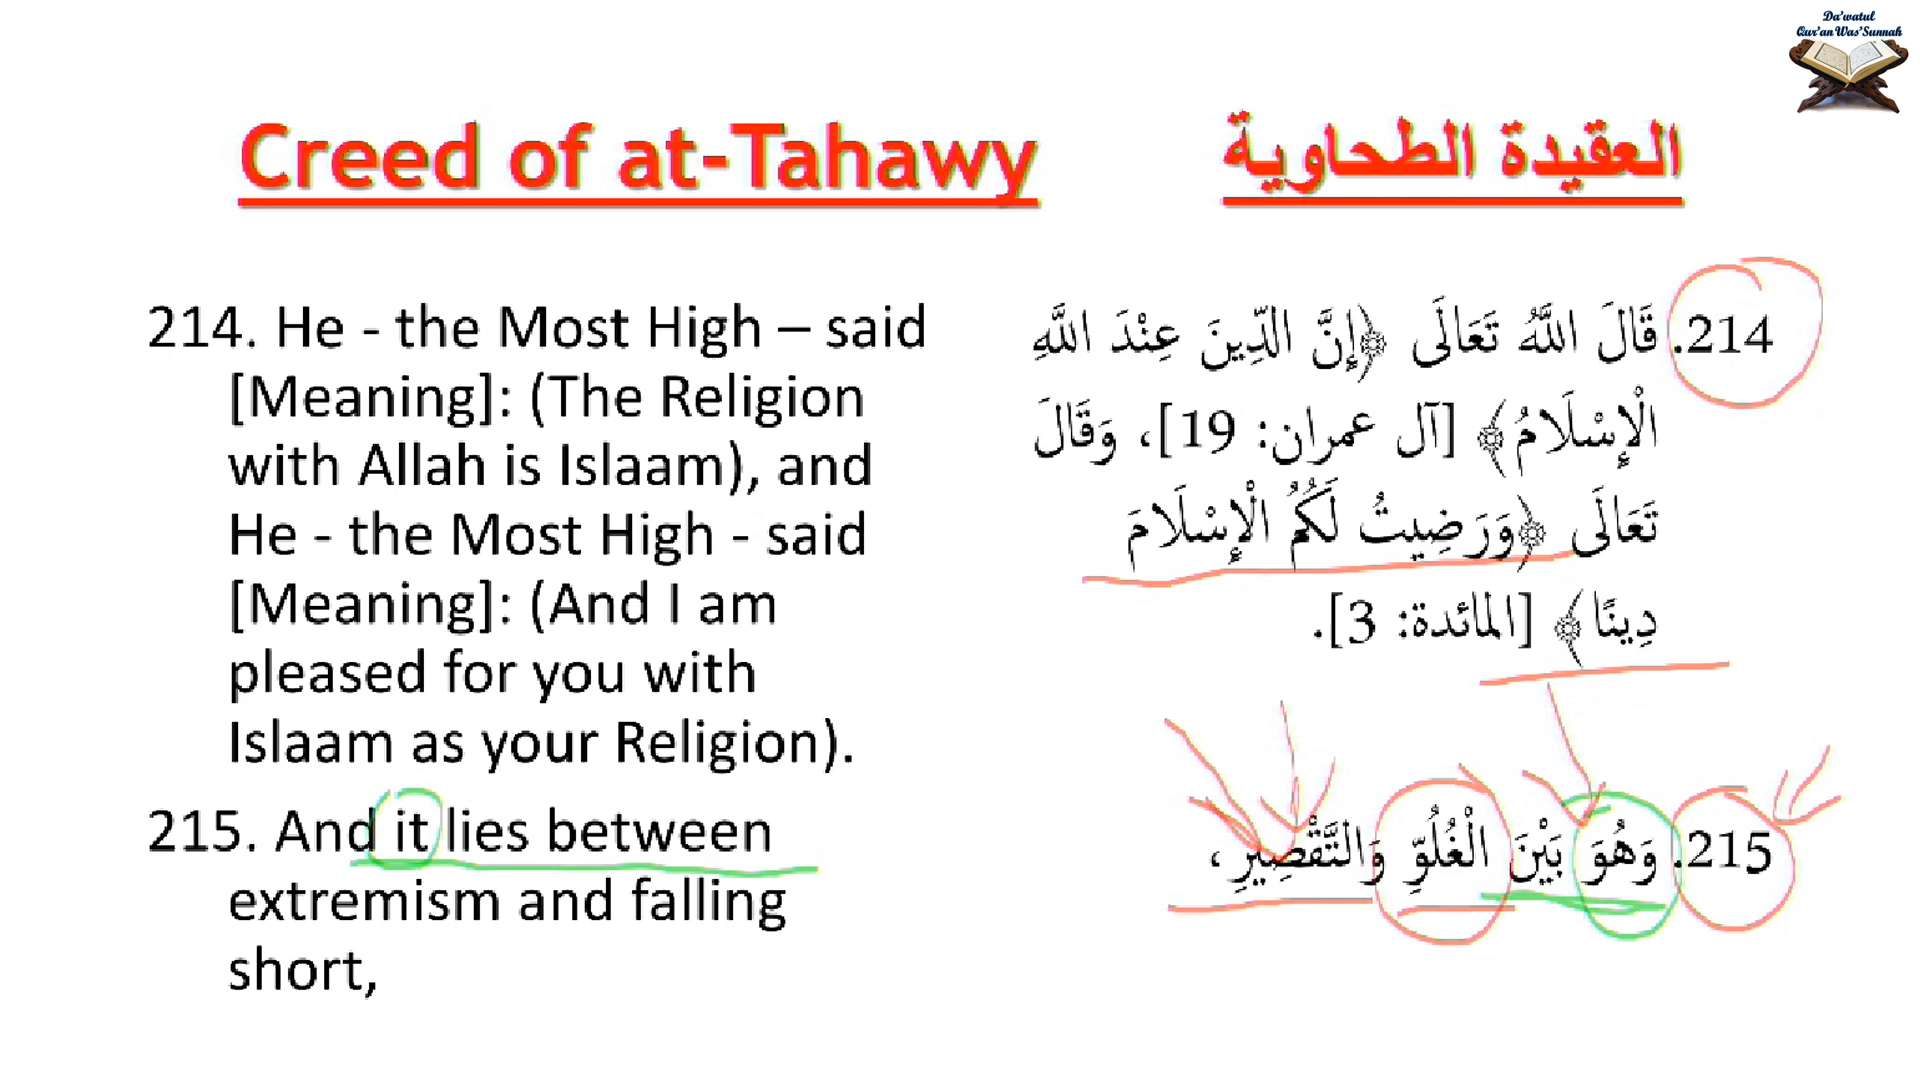 Da'watul
Qur'an Was'Sunnah
Creed of at-Tahawy
العقيدة الطحاوية
214. He - the Most High – said
[Meaning]: (The Religion
with Allah is Islaam), and
He - the Most High - said
[Meaning]: (And I am
pleased for you with
Islaam as your Religion).
215. And it lies between
extremism and falling
short,
214. قَالَ اللَّهُ تَعَالَى ﴿إِنَّ الدِّينَ عِنْدَ اللَّهِ
الْإِسْلَامُ﴾ [آل عمران: 19]، وَقَالَ
تَعَالَى ﴿وَرَضِيتُ لَكُمُ الْإِسْلَامَ
دِينًا﴾ [المائدة: 3].
215. وَهُوَ بَيْنَ الْغُلُوِّ وَالتَّقْصِيرِ ،